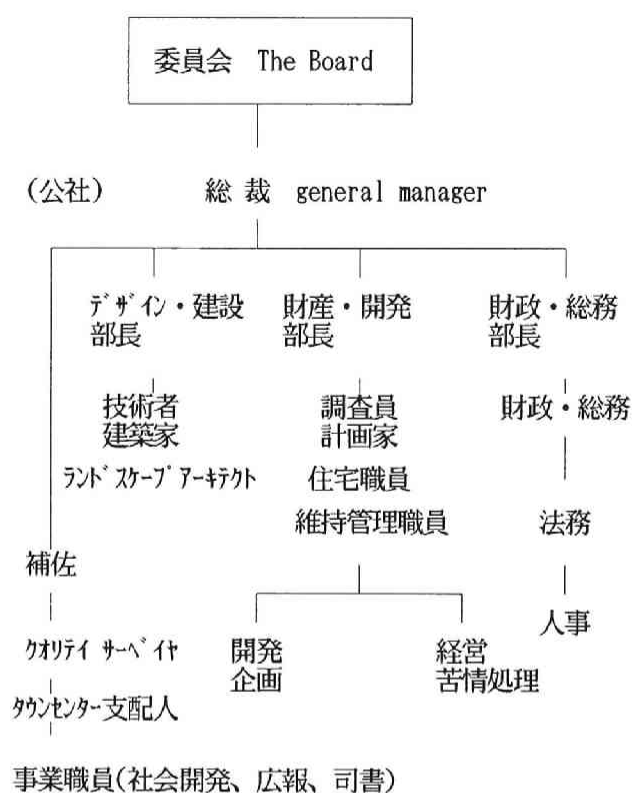 委員会 The Board
(公社) 総 裁 general manager
デザイン・建設
部長
財産・開発
部長
財政・総務
部長
技術者
建築家
ランドスケープアーキテクト
調査員
計画家
住宅職員
維持管理職員
財政・総務
法務
人事
補佐
クオリテイ サーベイヤ
タウンセンター支配人
開発
企画
経営
苦情処理
事業職員(社会開発、広報、司書)